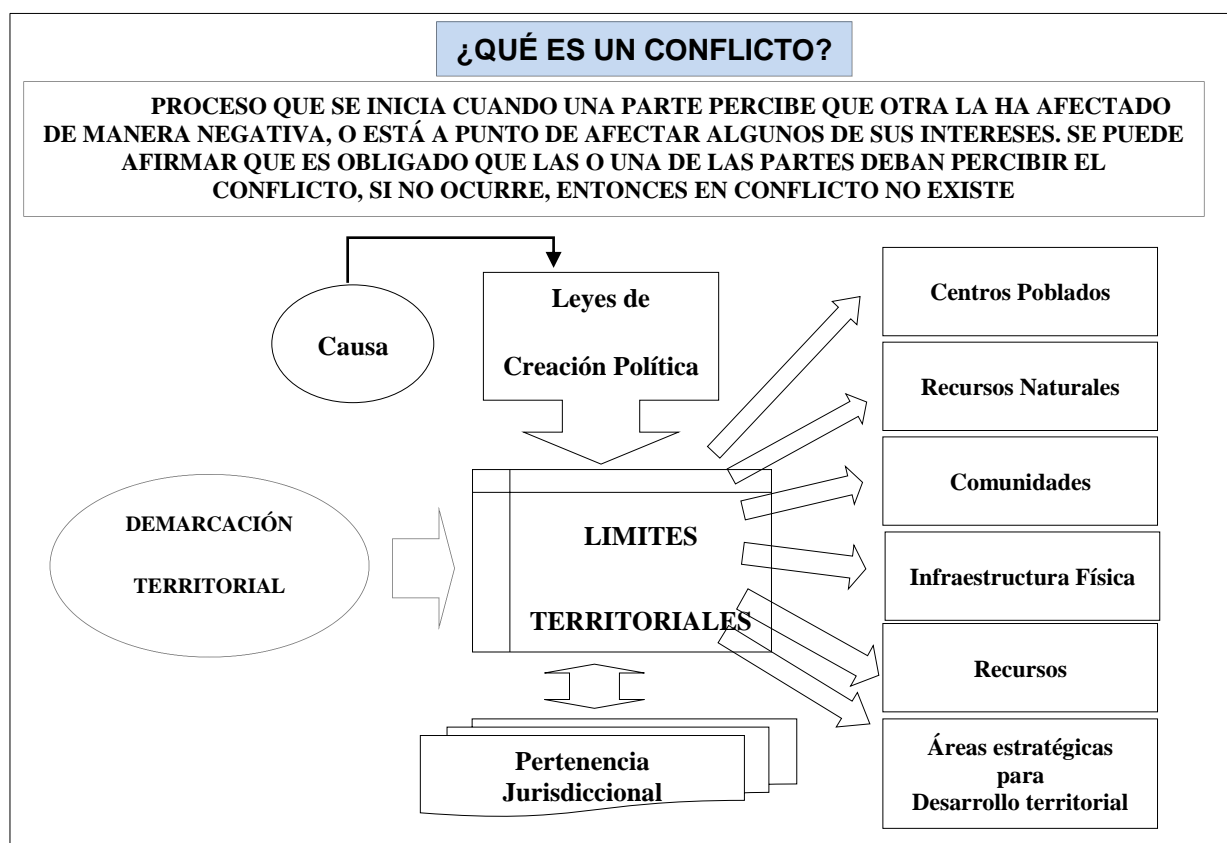 ¿QUÉ ES UN CONFLICTO?
PROCESO QUE SE INICIA CUANDO UNA PARTE PERCIBE QUE OTRA LA HA AFECTADO
DE MANERA NEGATIVA, O ESTÁ A PUNTO DE AFECTAR ALGUNOS DE SUS INTERESES. SE PUEDE
AFIRMAR QUE ES OBLIGADO QUE LAS O UNA DE LAS PARTES DEBAN PERCIBIR EL
CONFLICTO, SI NO OCURRE, ENTONCES EN CONFLICTO NO EXISTE
Causa
Leyes de
Creación Política
DEMARCACIÓN
TERRITORIAL
LIMITES
TERRITORIALES
Pertenencia
Jurisdiccional
Centros Poblados
Recursos Naturales
Comunidades
Infraestructura Física
Recursos
Áreas estratégicas
para
Desarrollo territorial